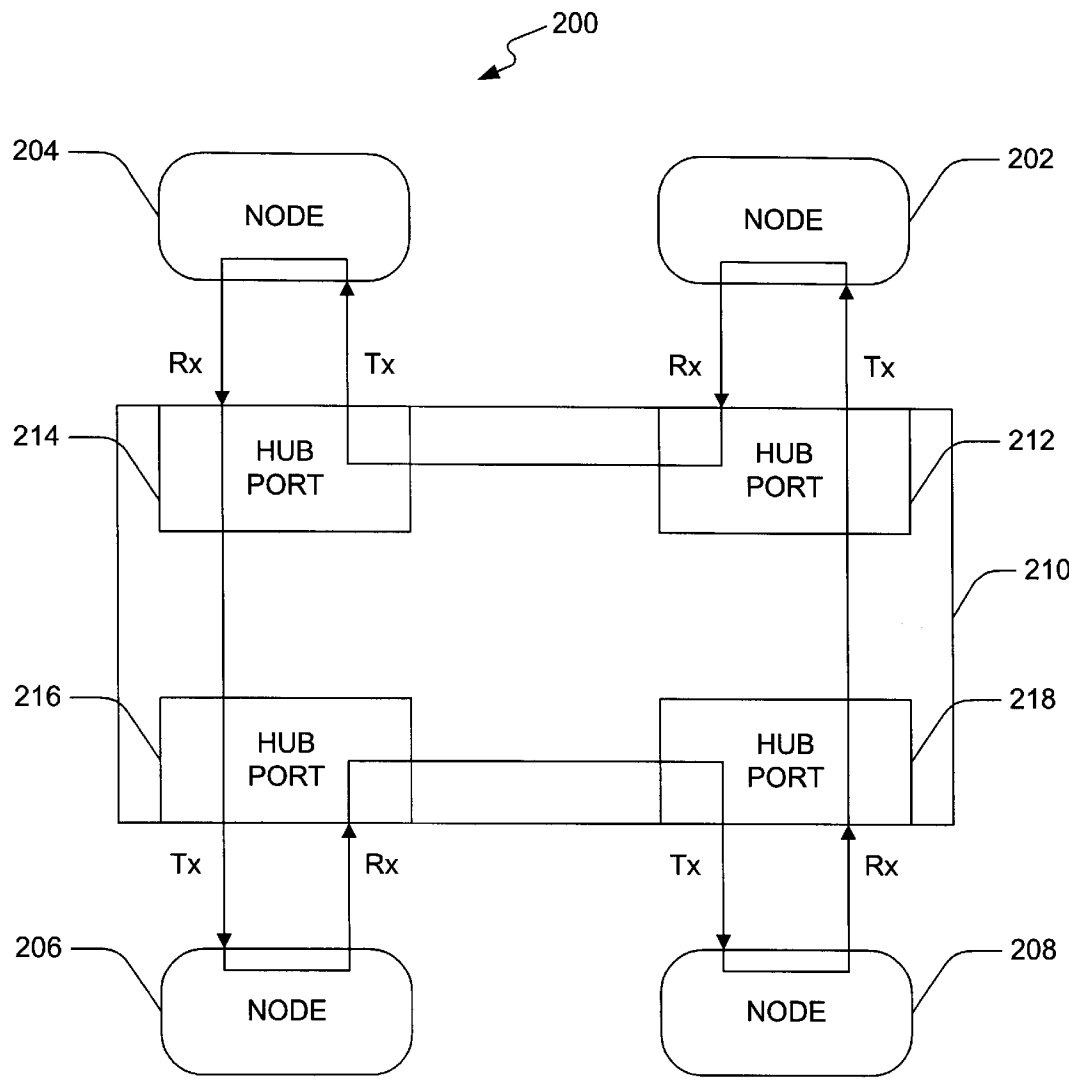 200
204
202
NODE
NODE
Rx
Tx
Rx
Tx
214
HUB
PORT
HUB
PORT
212
210
216
HUB
PORT
HUB
PORT
218
Tx
Rx
Tx
Rx
206
NODE
NODE
208